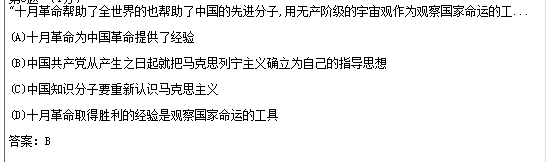 "十月革命帮助了全世界的也帮助了中国的先进分子,用无产阶级的宇宙观作为观察国家命运的工...
(A)十月革命为中国革命提供了经验
(B)中国共产党从产生之日起就把马克思列宁主义确立为自己的指导思想
(C)中国知识分子要重新认识马克思主义
(D)十月革命取得胜利的经验是观察国家命运的工具
答案: B